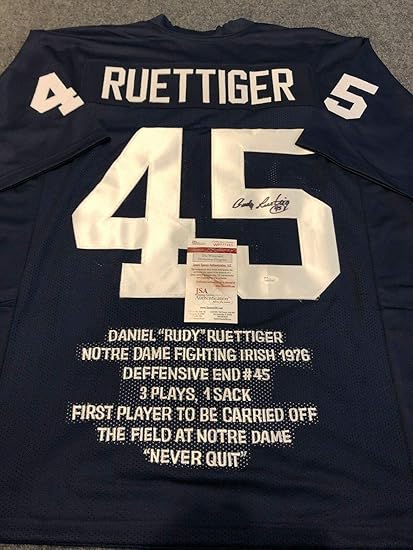 4
RUETTIGER
5
45
JSA
Authentication
DANIEL "RUDY" RUETTIGER
NOTRE DAME FIGHTING IRISH 1976
DEFFENSIVE END #45
3 PLAYS, 1 SACK
FIRST PLAYER TO BE CARRIED OFF
THE FIELD AT NOTRE DAME
"NEVER QUIT"